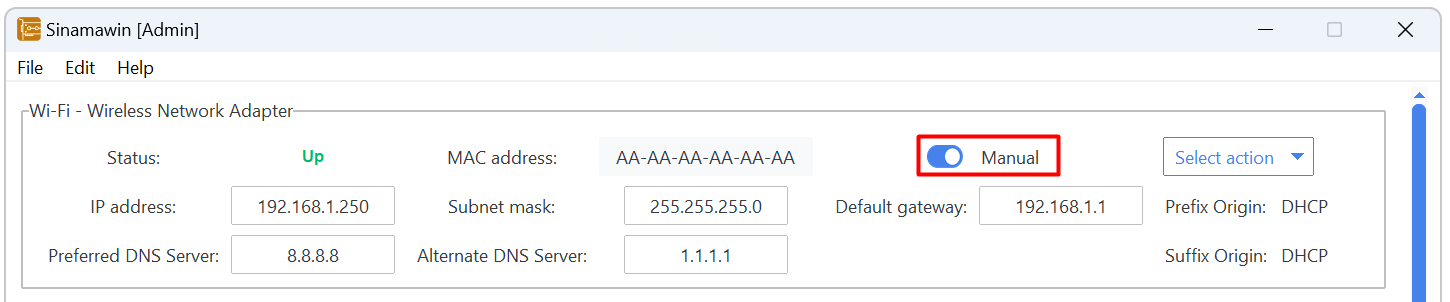 Sinamawin [Admin]
File Edit Help
Wi-Fi - Wireless Network Adapter
Status: Up MAC address: AA-AA-AA-AA-AA-AA Manual Select action
IP address: 192.168.1.250 Subnet mask: 255.255.255.0 Default gateway: 192.168.1.1 Prefix Origin: DHCP
Preferred DNS Server: 8.8.8.8 Alternate DNS Server: 1.1.1.1 Suffix Origin: DHCP